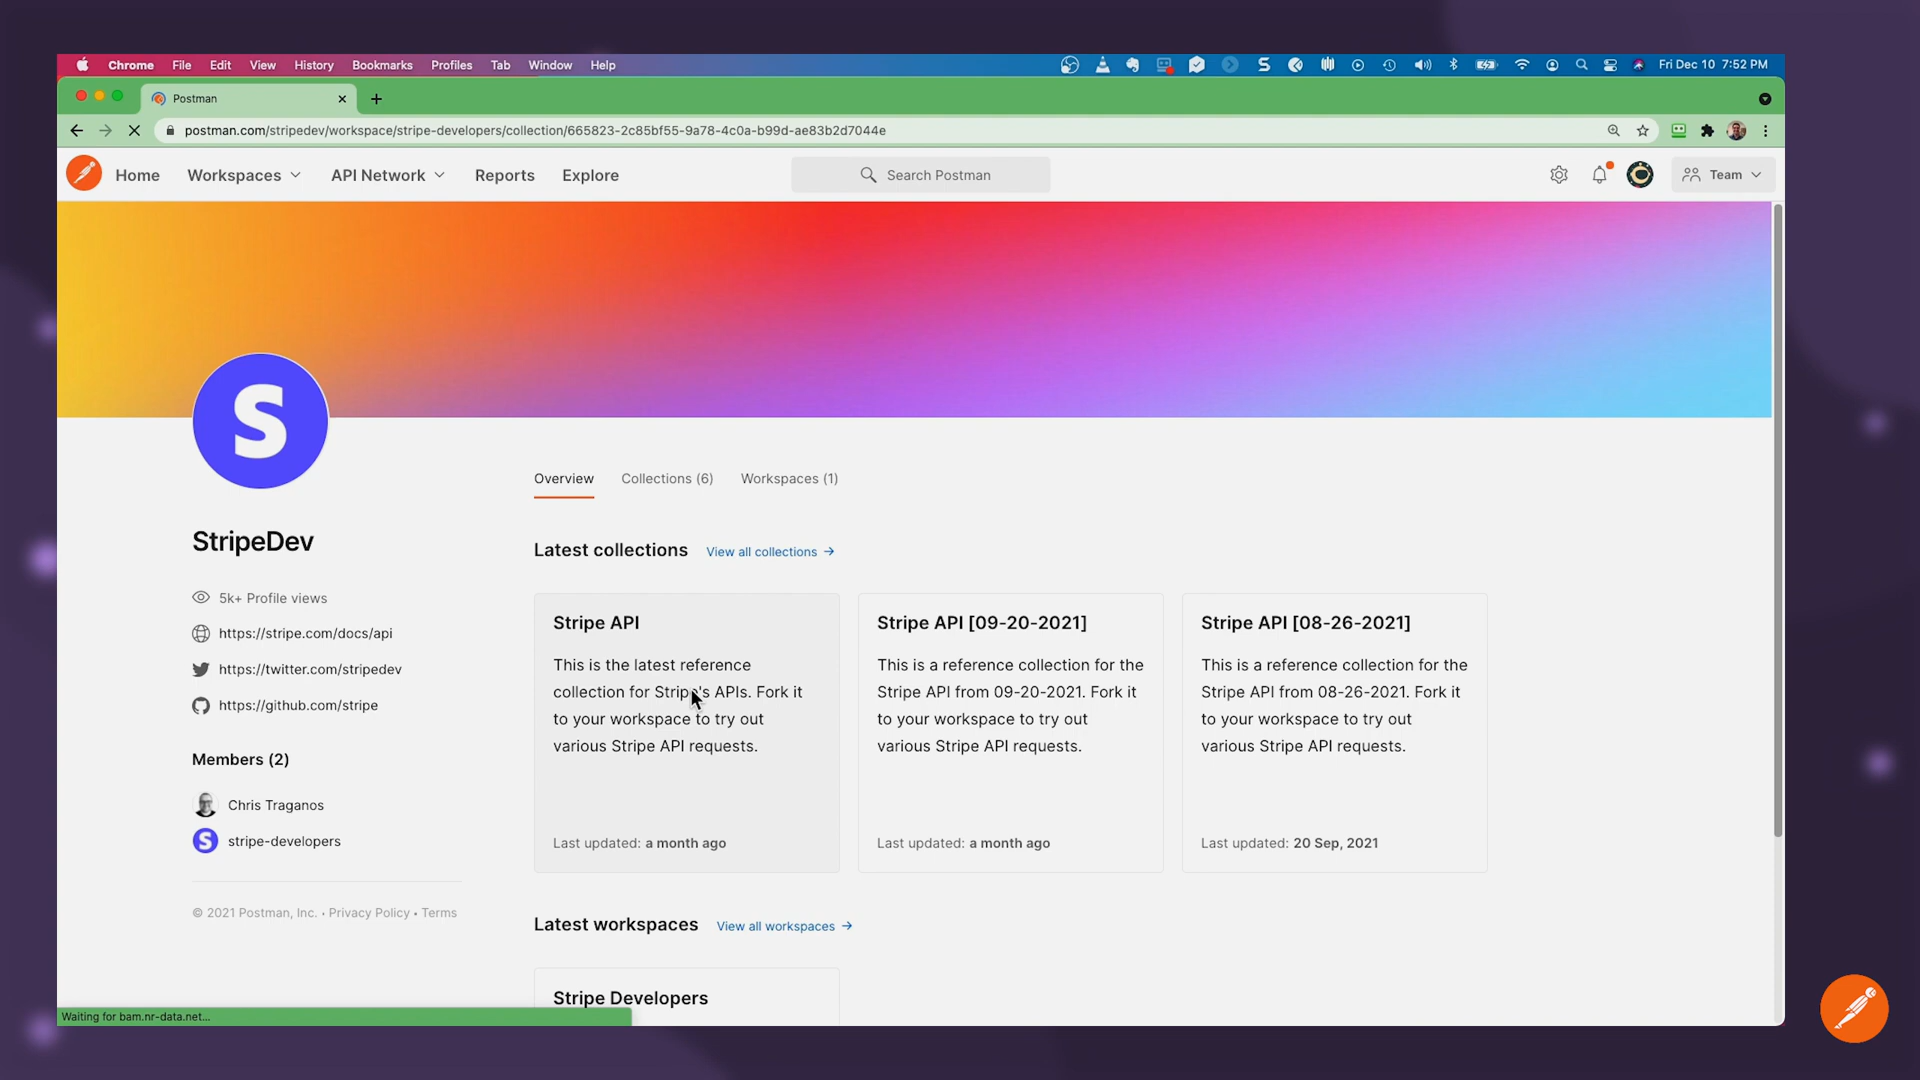 Chrome File Edit View History Bookmarks Profiles Tab Window Help Fri Dec 10 7:52 PM
Postman
postman.com/stripedev/workspace/stripe-developers/collection/665823-2c85bf55-9a78-4c0a-b99d-ae83b2d7044e
Home Workspaces API Network Reports Explore Search Postman Team
S
Overview Collections (6) Workspaces (1)
StripeDev
5k+ Profile views
https://stripe.com/docs/api
https://twitter.com/stripedev
https://github.com/stripe
Members (2)
Chris Traganos
S stripe-developers
© 2021 Postman, Inc. • Privacy Policy • Terms
Latest collections View all collections →
Stripe API
This is the latest reference
collection for Stripe's APIs. Fork it
to your workspace to try out
various Stripe API requests.
Last updated: a month ago
Stripe API [09-20-2021]
This is a reference collection for the
Stripe API from 09-20-2021. Fork it
to your workspace to try out
various Stripe API requests.
Last updated: a month ago
Stripe API [08-26-2021]
This is a reference collection for the
Stripe API from 08-26-2021. Fork it
to your workspace to try out
various Stripe API requests.
Last updated: 20 Sep, 2021
Latest workspaces View all workspaces →
Stripe Developers
Waiting for bam.nr-data.net...